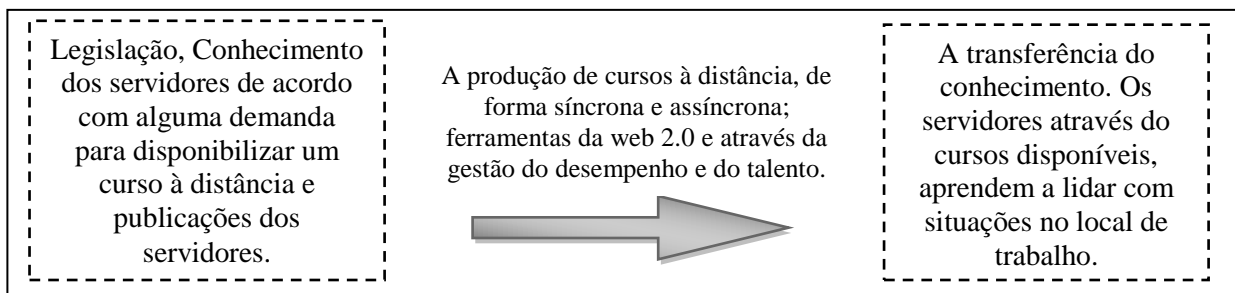 Legislação, Conhecimento
dos servidores de acordo
com alguma demanda
para disponibilizar um
curso à distância e
publicações dos
servidores.
A produção de cursos à distância, de
forma síncrona e assíncrona;
ferramentas da web 2.0 e através da
gestão do desempenho e do talento.
A transferência do
conhecimento. Os
servidores através do
cursos disponíveis,
aprendem a lidar com
situações no local de
trabalho.